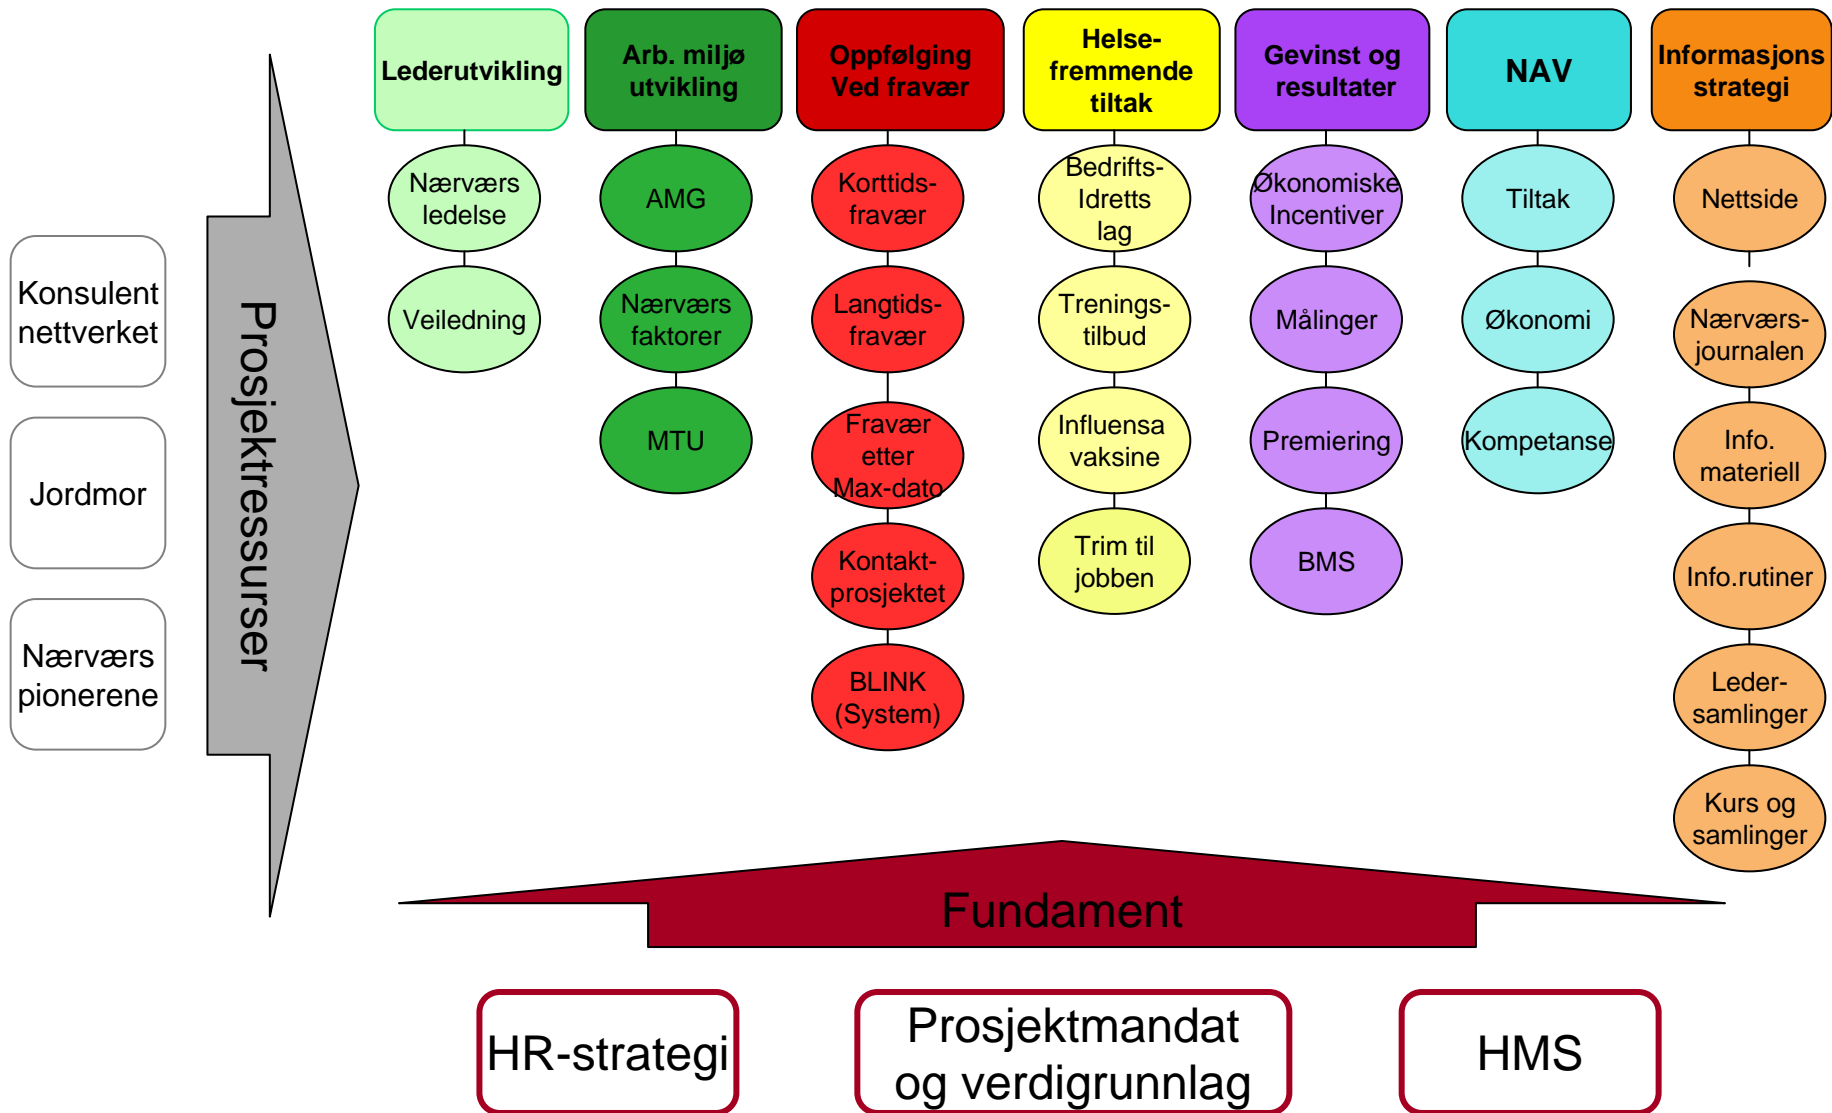 Lederutvikling
Arb. miljø
utvikling
Oppfølging
Ved fravær
Helse-
fremmende
tiltak
Gevinst og
resultater
NAV
Informasjons
strategi
Nærværs
ledelse
Veiledning
AMG
Nærværs
faktorer
MTU
Korttids-
fravær
Langtids-
fravær
Fravær
etter
Max-dato
Kontakt-
prosjektet
BLINK
(System)
Bedrifts-
Idretts
lag
Trenings-
tilbud
Influensa
vaksine
Trim til
jobben
Økonomiske
Incentiver
Målinger
Premiering
BMS
Tiltak
Økonomi
Kompetanse
Nettside
Nærværs-
journalen
Info.
materiell
Info.rutiner
Leder-
samlinger
Kurs og
samlinger
Konsulent
nettverket
Jordmor
Nærværs
pionerene
Prosjektressurser
Fundament
HR-strategi
Prosjektmandat
og verdigrunnlag
HMS